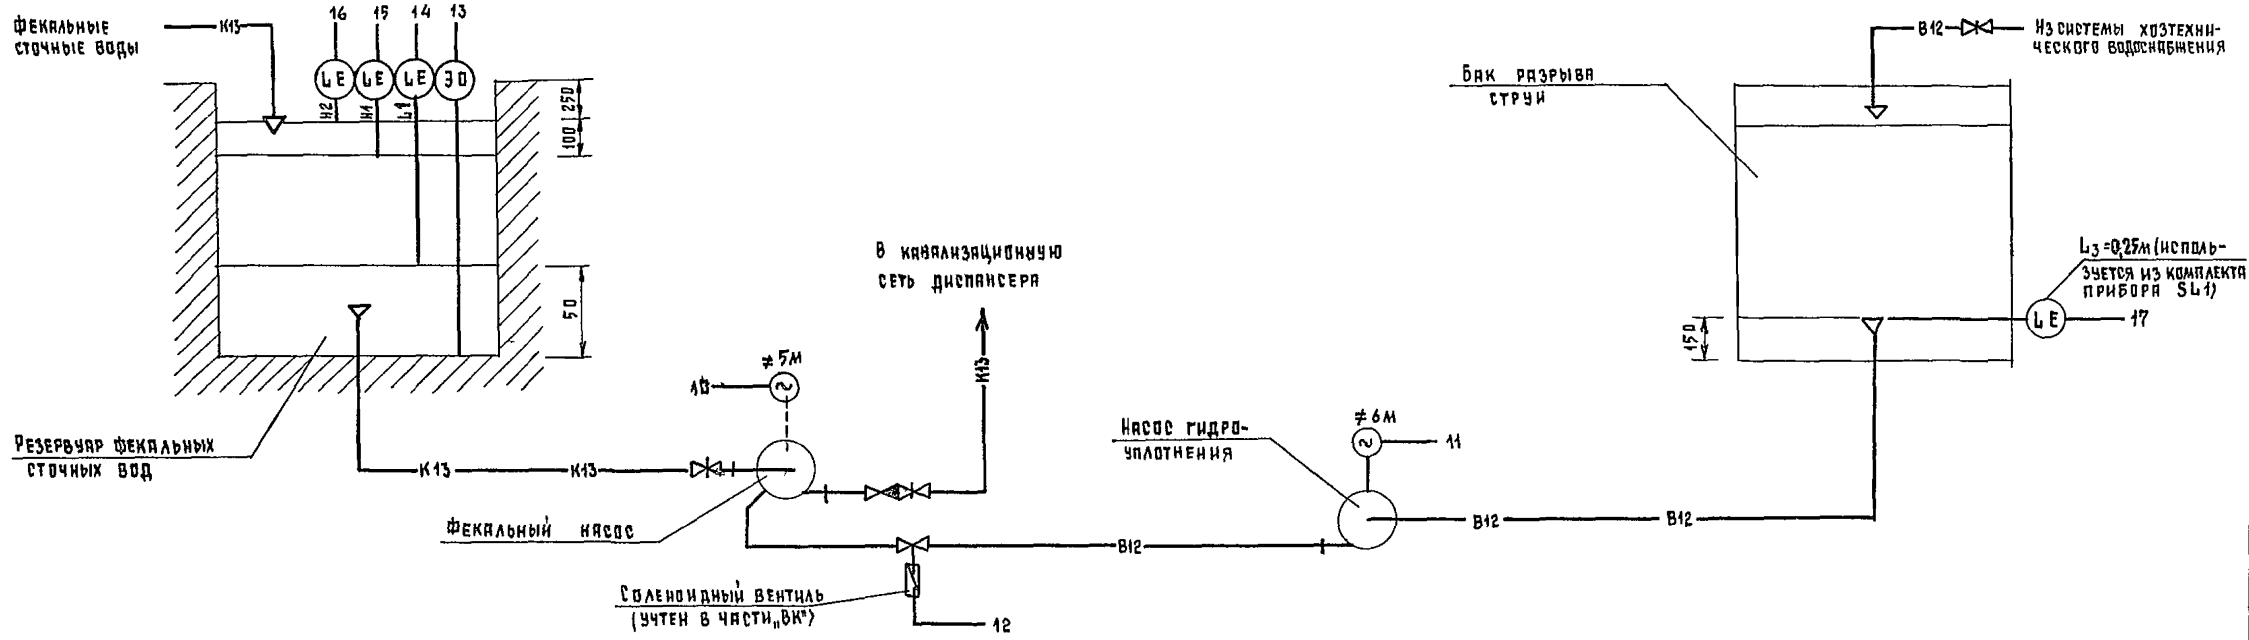 ФЕКАЛЬНЫЕ
СТОЧНЫЕ ВОДЫ
К13
16 15 14 13
LE LE LE ЭО
Н2 Н1 L1
250
100
50
РЕЗЕРВУАР ФЕКАЛЬНЫХ
СТОЧНЫХ ВОД
К13 К13
≠5М
10
ФЕКАЛЬНЫЙ НАСОС
В КАНАЛИЗАЦИОННУЮ
СЕТЬ ДИСПАНСЕРА
К13
СОЛЕНОИДНЫЙ ВЕНТИЛЬ
(УЧТЕН В ЧАСТИ „ВК")
12
В12
НАСОС ГИДРО-
УПЛОТНЕНИЯ
≠6М
11
В12 В12
БАК РАЗРЫВА
СТРУИ
В12
ИЗ СИСТЕМЫ ХОЗТЕХНИ-
ЧЕСКОГО ВОДОСНАБЖЕНИЯ
L3=0,25М (ИСПОЛЬ-
ЗУЕТСЯ ИЗ КОМПЛЕКТА
ПРИБОРА SL1)
LE
17
150